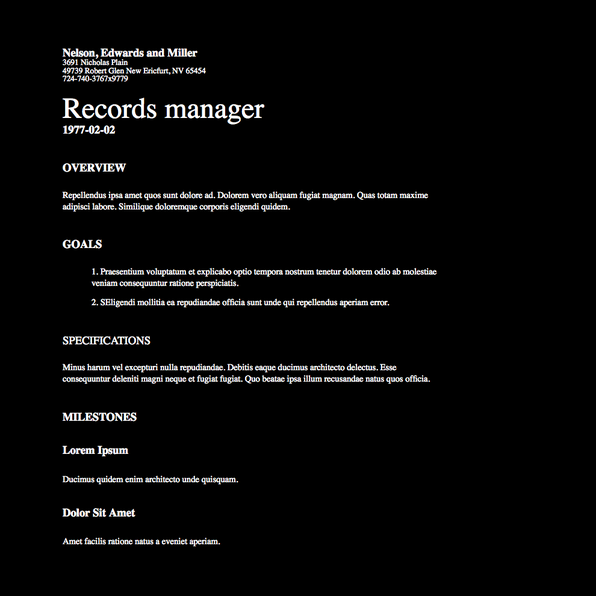 Nelson, Edwards and Miller
3691 Nicholas Plain
49739 Robert Glen New Ericfurt, NV 65454
724-740-3767x9779
Records manager
1977-02-02
OVERVIEW
Repellendus ipsa amet quos sunt dolore ad. Dolorem vero aliquam fugiat magnam. Quas totam maxime
adipisci labore. Similique doloremque corporis eligendi quidem.
GOALS
1. Praesentium voluptatum et explicabo optio tempora nostrum tenetur dolorem odio ab molestiae
veniam consequuntur ratione perspiciatis.
2. SEligendi mollitia ea repudiandae officia sunt unde qui repellendus aperiam error.
SPECIFICATIONS
Minus harum vel excepturi nulla repudiandae. Debitis eaque ducimus architecto delectus. Esse
consequuntur deleniti magni neque et fugiat fugiat. Quo beatae ipsa illum recusandae natus quos officia.
MILESTONES
Lorem Ipsum
Ducimus quidem enim architecto unde quisquam.
Dolor Sit Amet
Amet facilis ratione natus a eveniet aperiam.